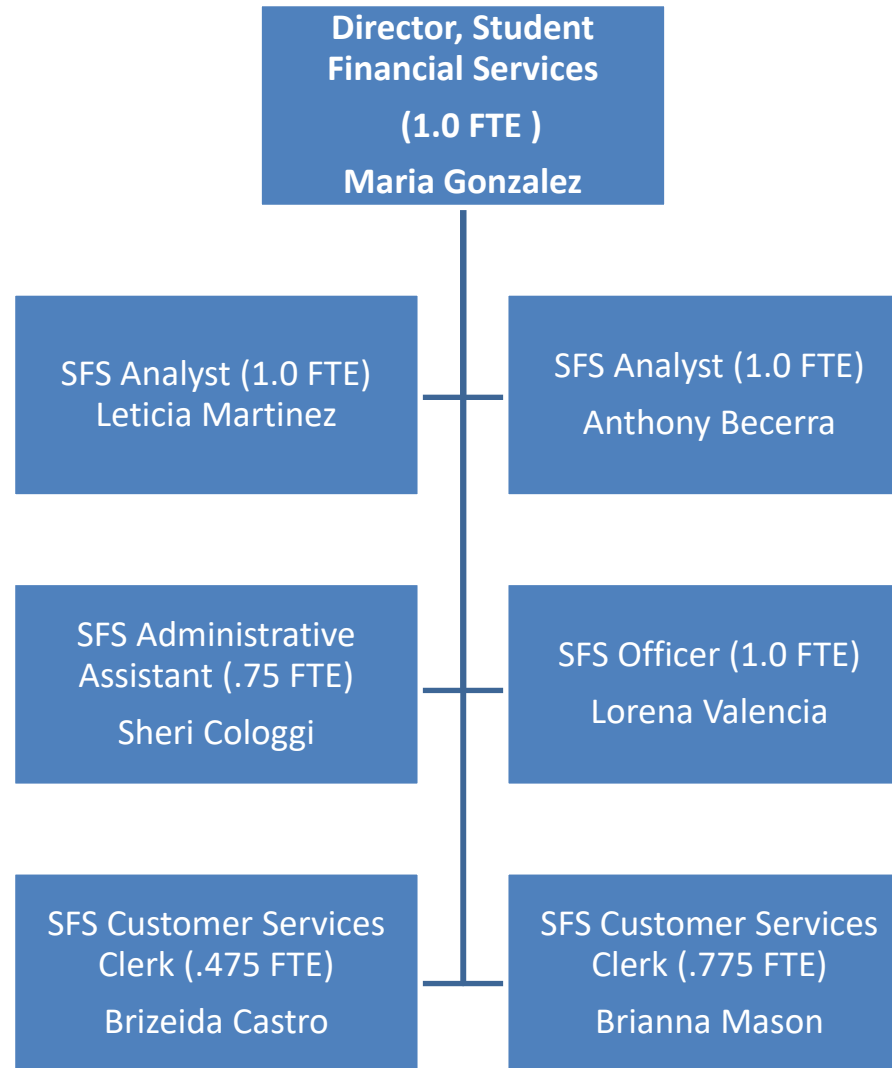 Director, Student
Financial Services
(1.0 FTE )
Maria Gonzalez
SFS Analyst (1.0 FTE)
Leticia Martinez
SFS Analyst (1.0 FTE)
Anthony Becerra
SFS Administrative
Assistant (.75 FTE)
Sheri Cologgi
SFS Officer (1.0 FTE)
Lorena Valencia
SFS Customer Services
Clerk (.475 FTE)
Brizeida Castro
SFS Customer Services
Clerk (.775 FTE)
Brianna Mason